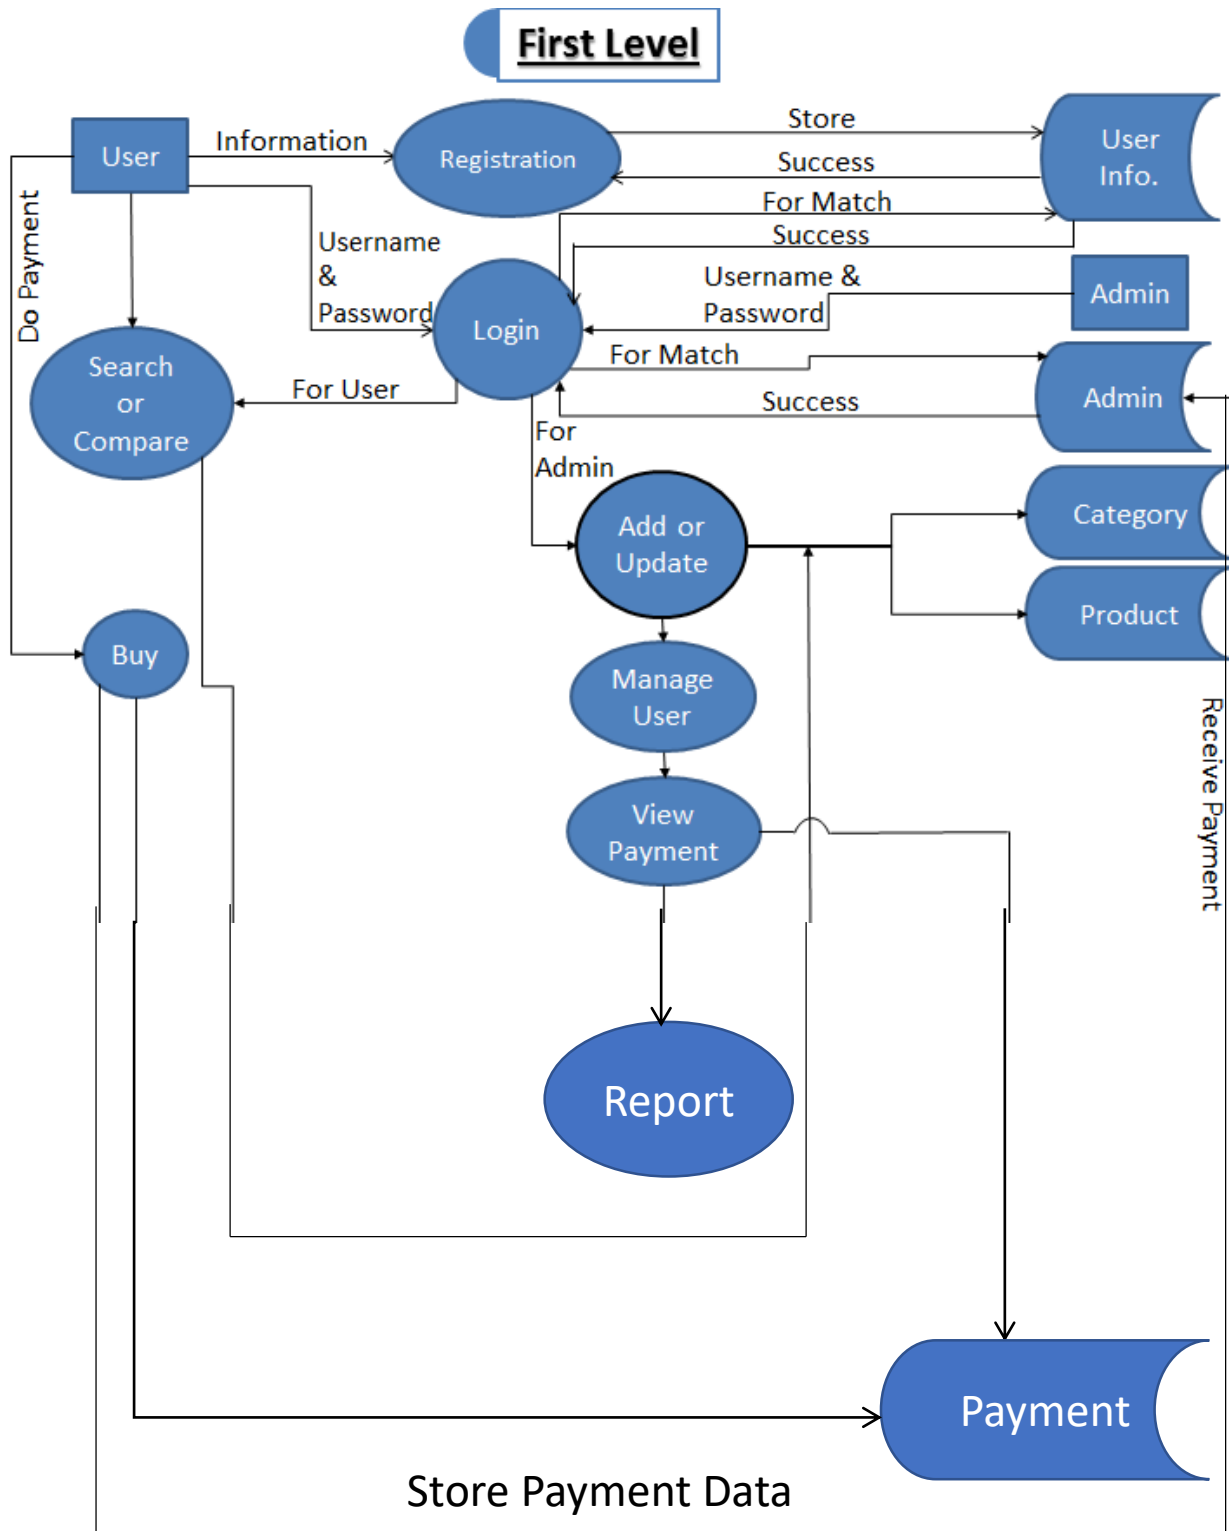 First Level
User
Information
Registration
Store
Success
User
Info.
For Match
Success
Do Payment
Username
&
Password
Login
Username &
Password
Admin
Search
or
Compare
For User
For Match
Success
Admin
For
Admin
Add or
Update
Category
Product
Buy
Manage
User
Receive Payment
View
Payment
Report
Payment
Store Payment Data